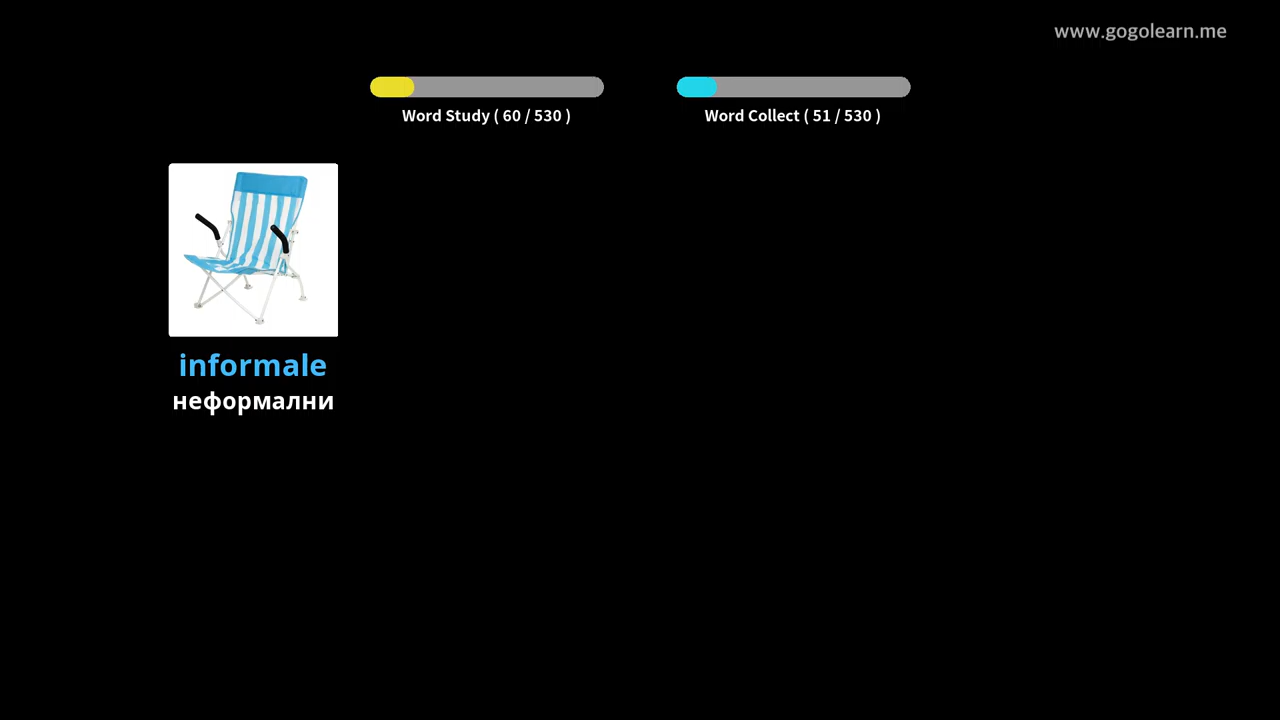 www.gogolearn.me
Word Study ( 60 / 530 )
Word Collect ( 51 / 530 )
informale
неформални